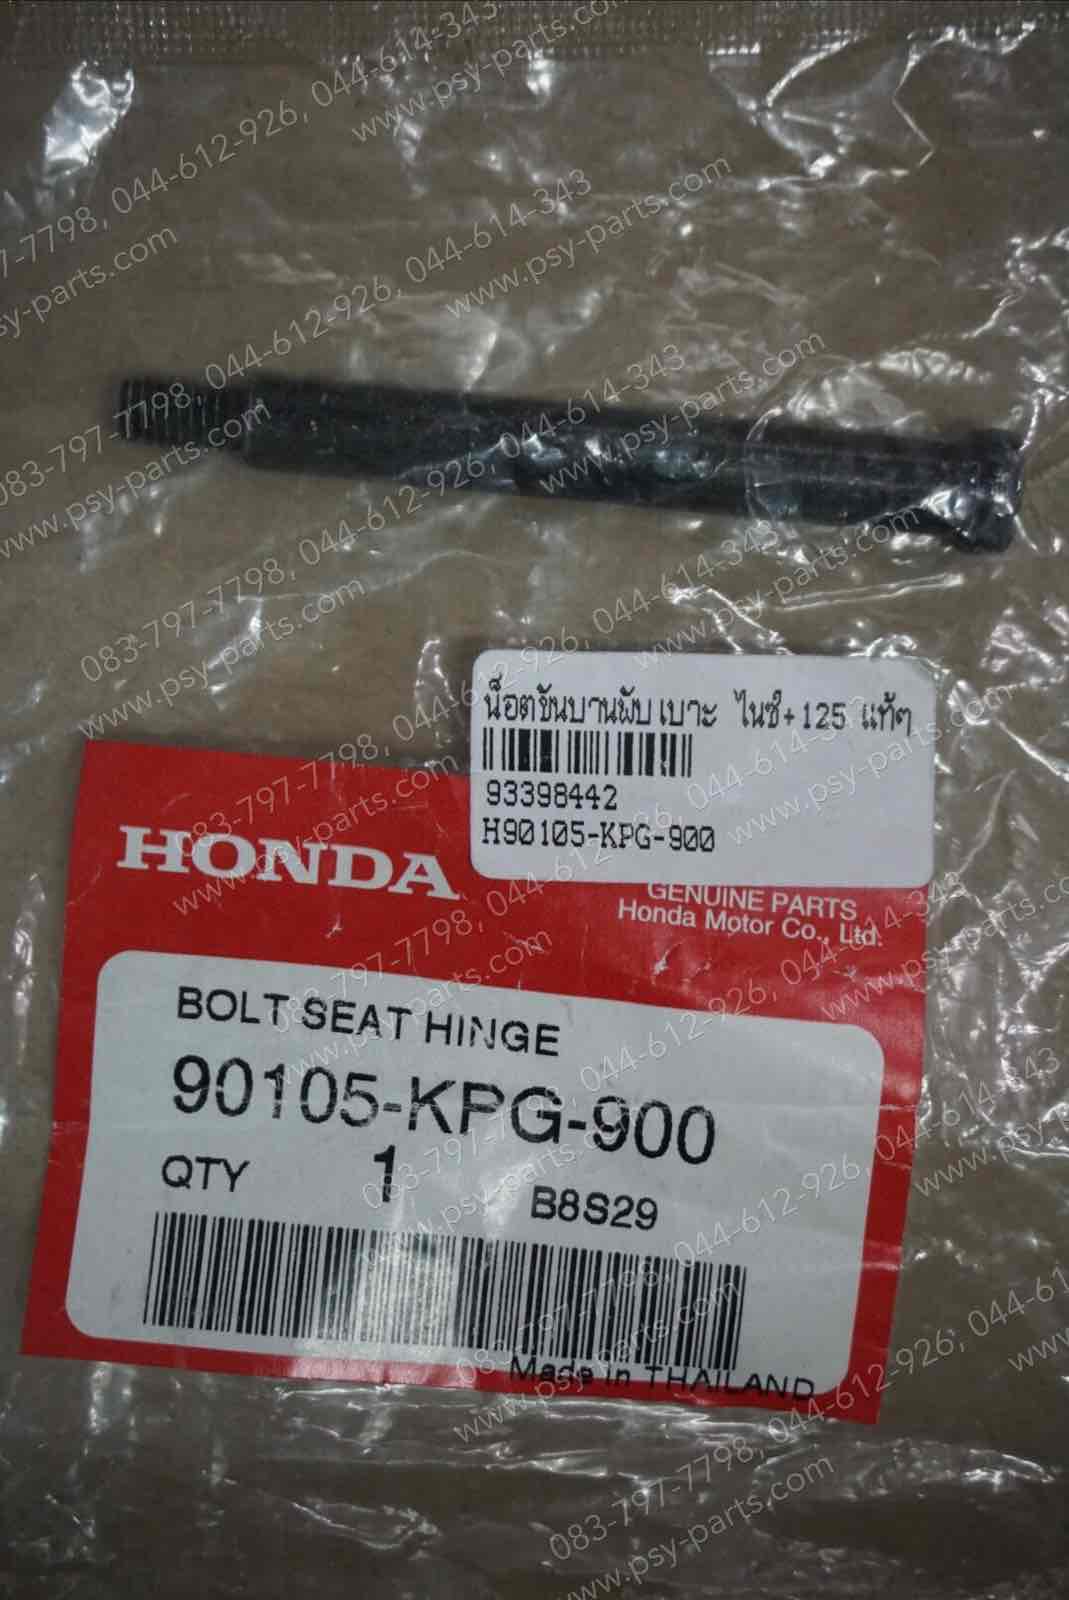 น็อตขันบานพับ เบาะ ไนซ์+125 แท้ๆ
93398442
H90105-KPG-900
HONDA
GENUINE PARTS
Honda Motor Co., Ltd.
BOLT SEAT HINGE
90105-KPG-900
QTY 1 B8S29
Made in THAILAND
083-797-7798, 044-612-926, 044-614-343
www.psy-parts.com